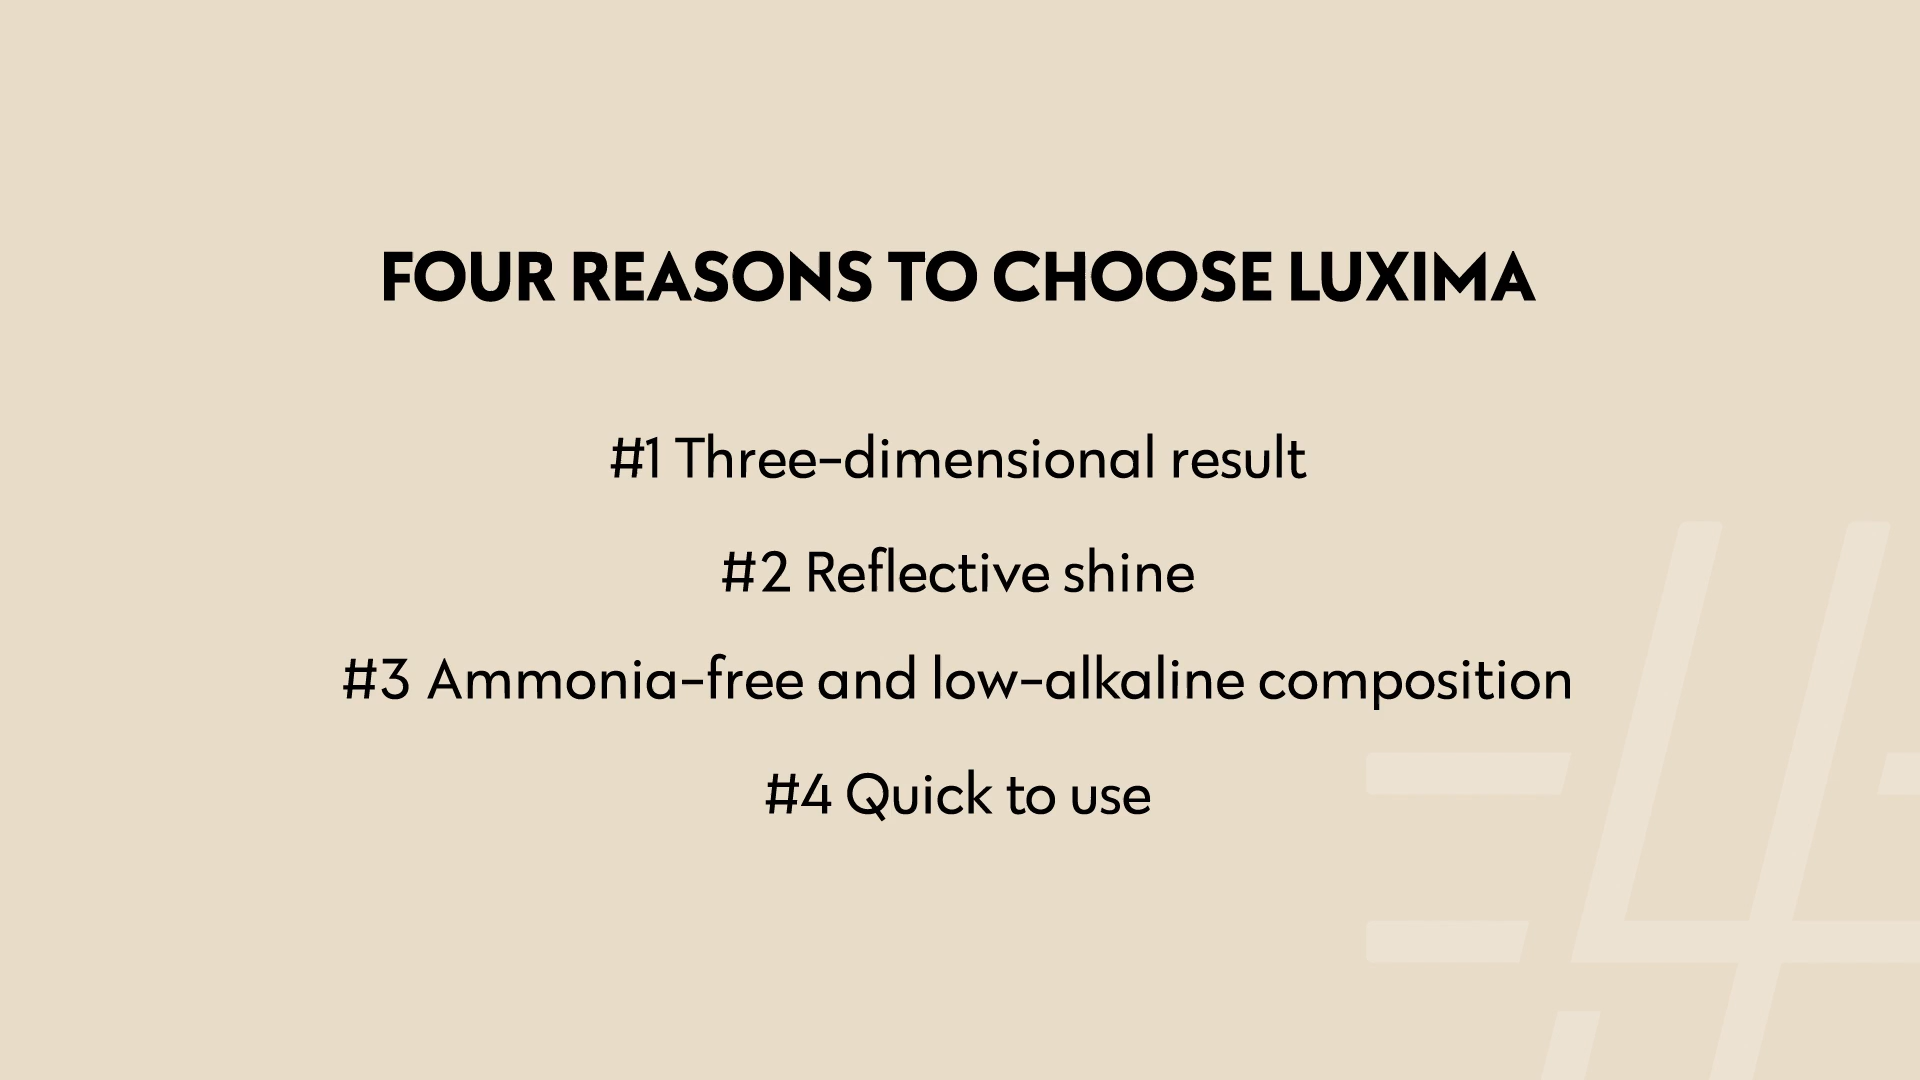 FOUR REASONS TO CHOOSE LUXIMA
#1 Three-dimensional result
#2 Reflective shine
#3 Ammonia-free and low-alkaline composition
#4 Quick to use